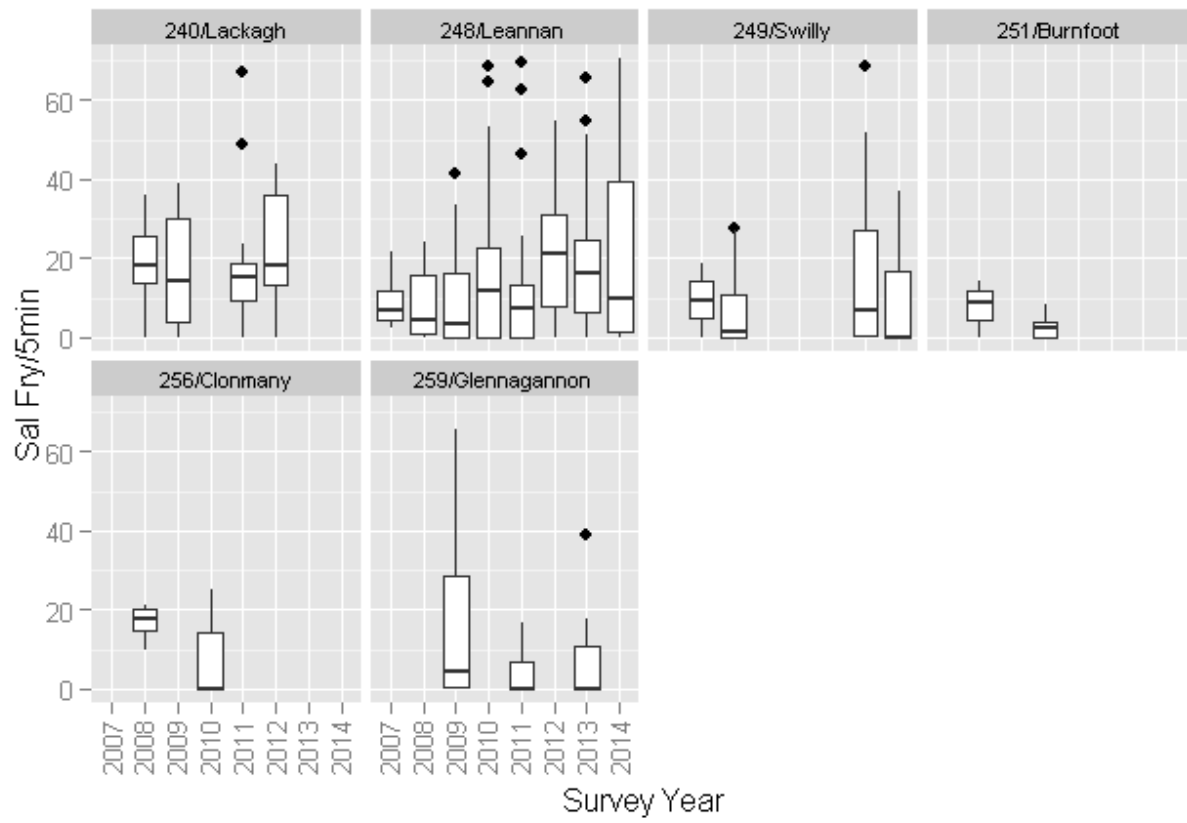 240/Lackagh
248/Leannan
249/Swilly
251/Burnfoot
60
40
20
0
256/Clonmany
259/Glennagannon
60
40
20
0
Sal Fry/5min
2007 2008 2009 2010 2011 2012 2013 2014
2007 2008 2009 2010 2011 2012 2013 2014
Survey Year